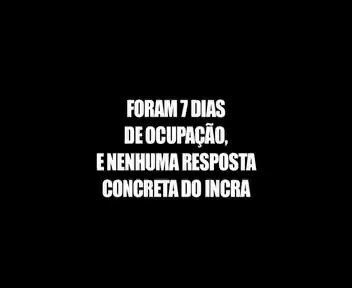 FORAM 7 DIAS
DE OCUPAÇÃO,
E NENHUMA RESPOSTA
CONCRETA DO INCRA